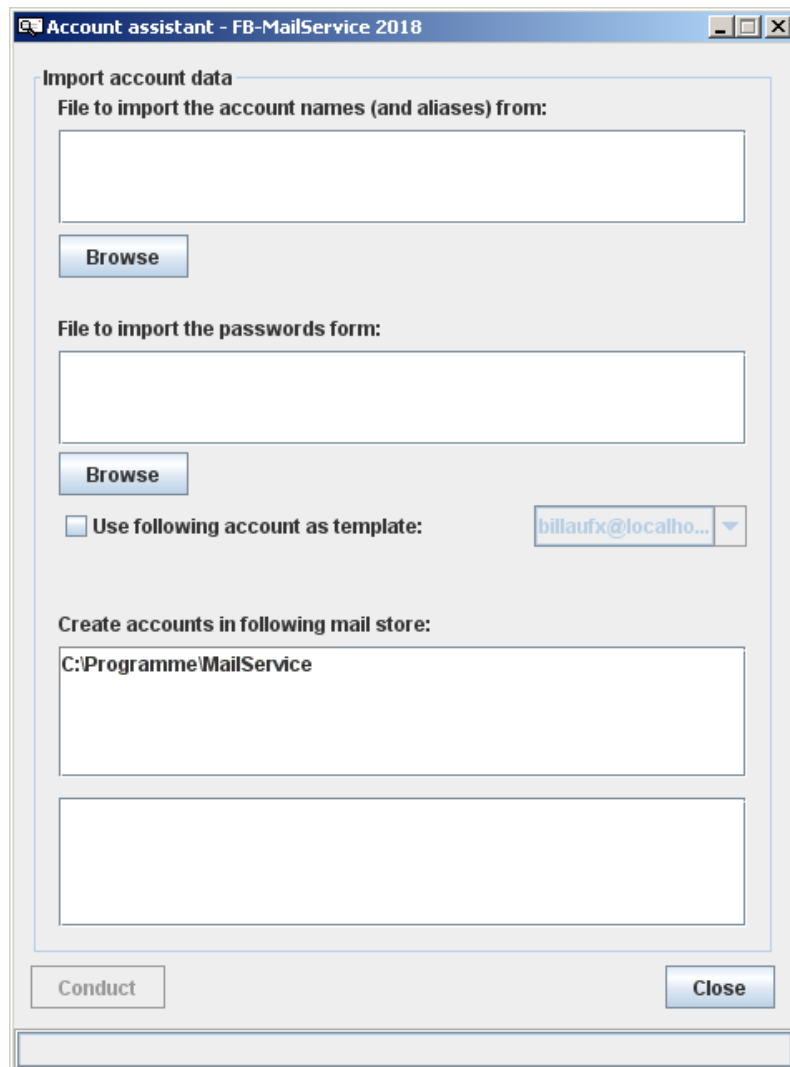 Account assistant - FB-MailService 2018
Import account data
File to import the account names (and aliases) from:
Browse
File to import the passwords form:
Browse
Use following account as template:
billaufx@localho...
Create accounts in following mail store:
C:\Programme\MailService
Conduct
Close